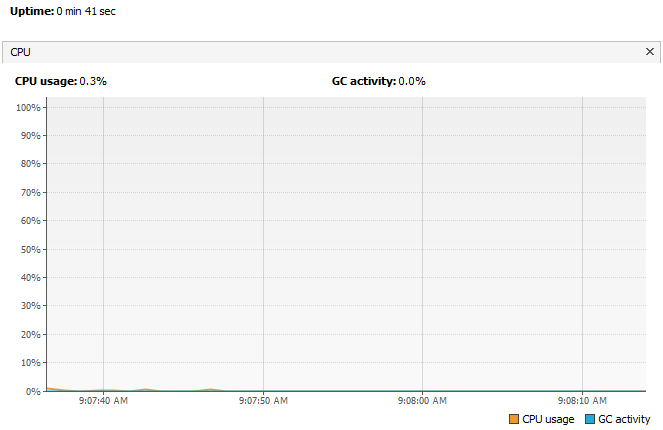 Uptime: 0 min 41 sec
CPU
CPU usage: 0.3% GC activity: 0.0%
100%
90%
80%
70%
60%
50%
40%
30%
20%
10%
0%
9:07:40 AM 9:07:50 AM 9:08:00 AM 9:08:10 AM
CPU usage GC activity